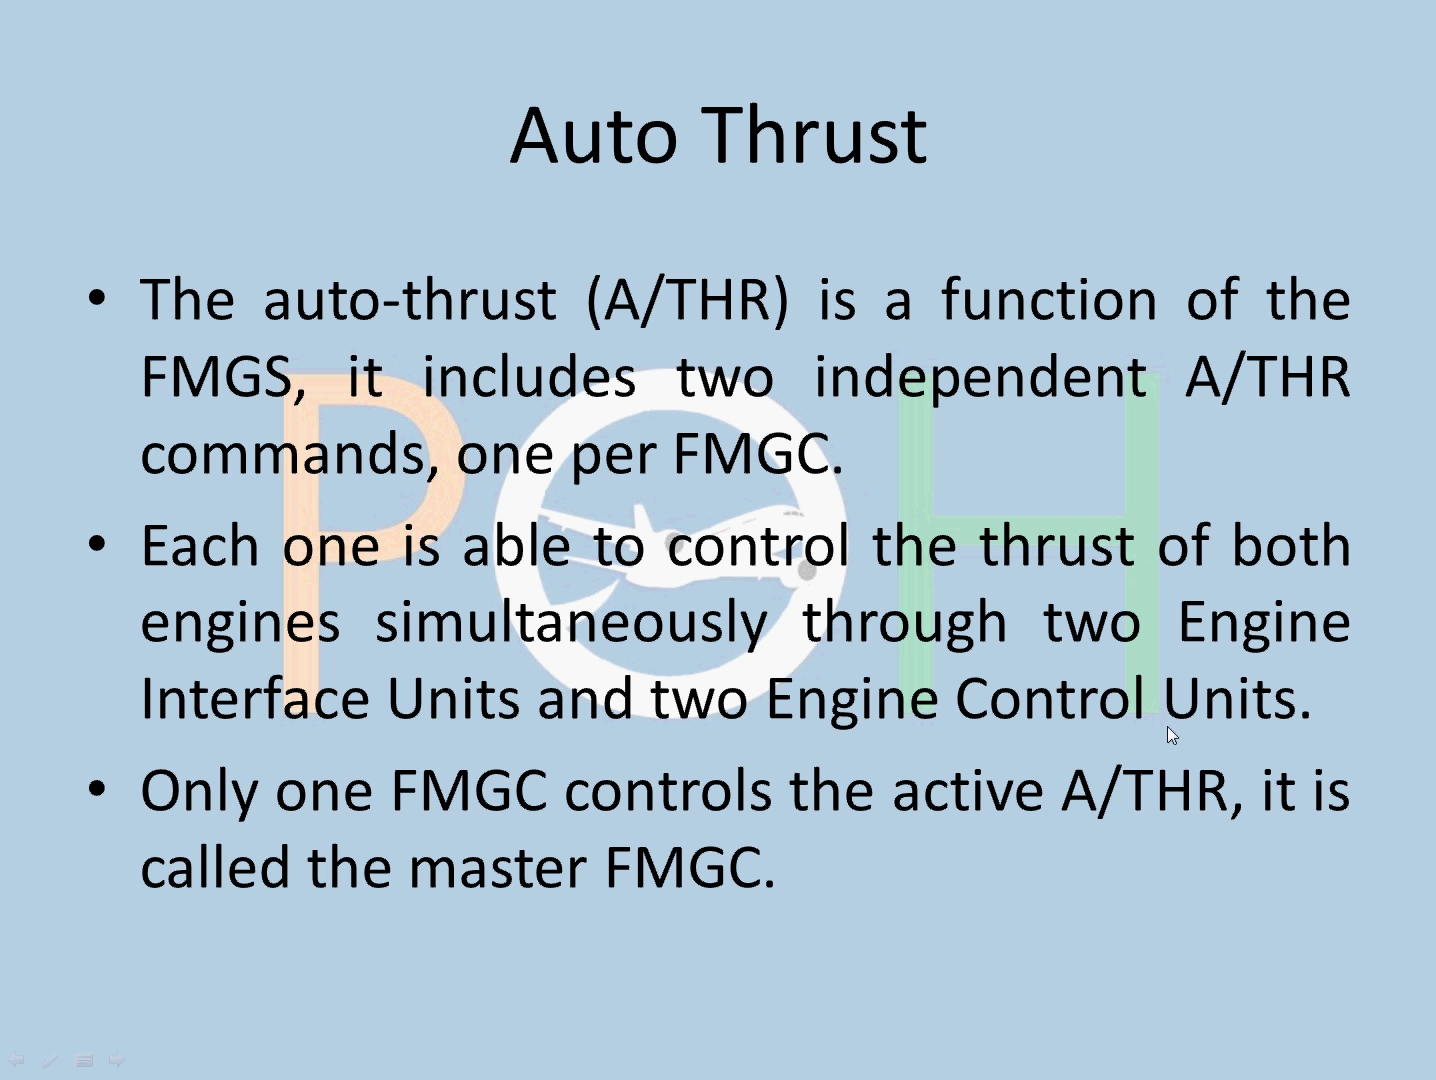 Auto Thrust
• The auto-thrust (A/THR) is a function of the
FMGS, it includes two independent A/THR
commands, one per FMGC.
• Each one is able to control the thrust of both
engines simultaneously through two Engine
Interface Units and two Engine Control Units.
• Only one FMGC controls the active A/THR, it is
called the master FMGC.
POH